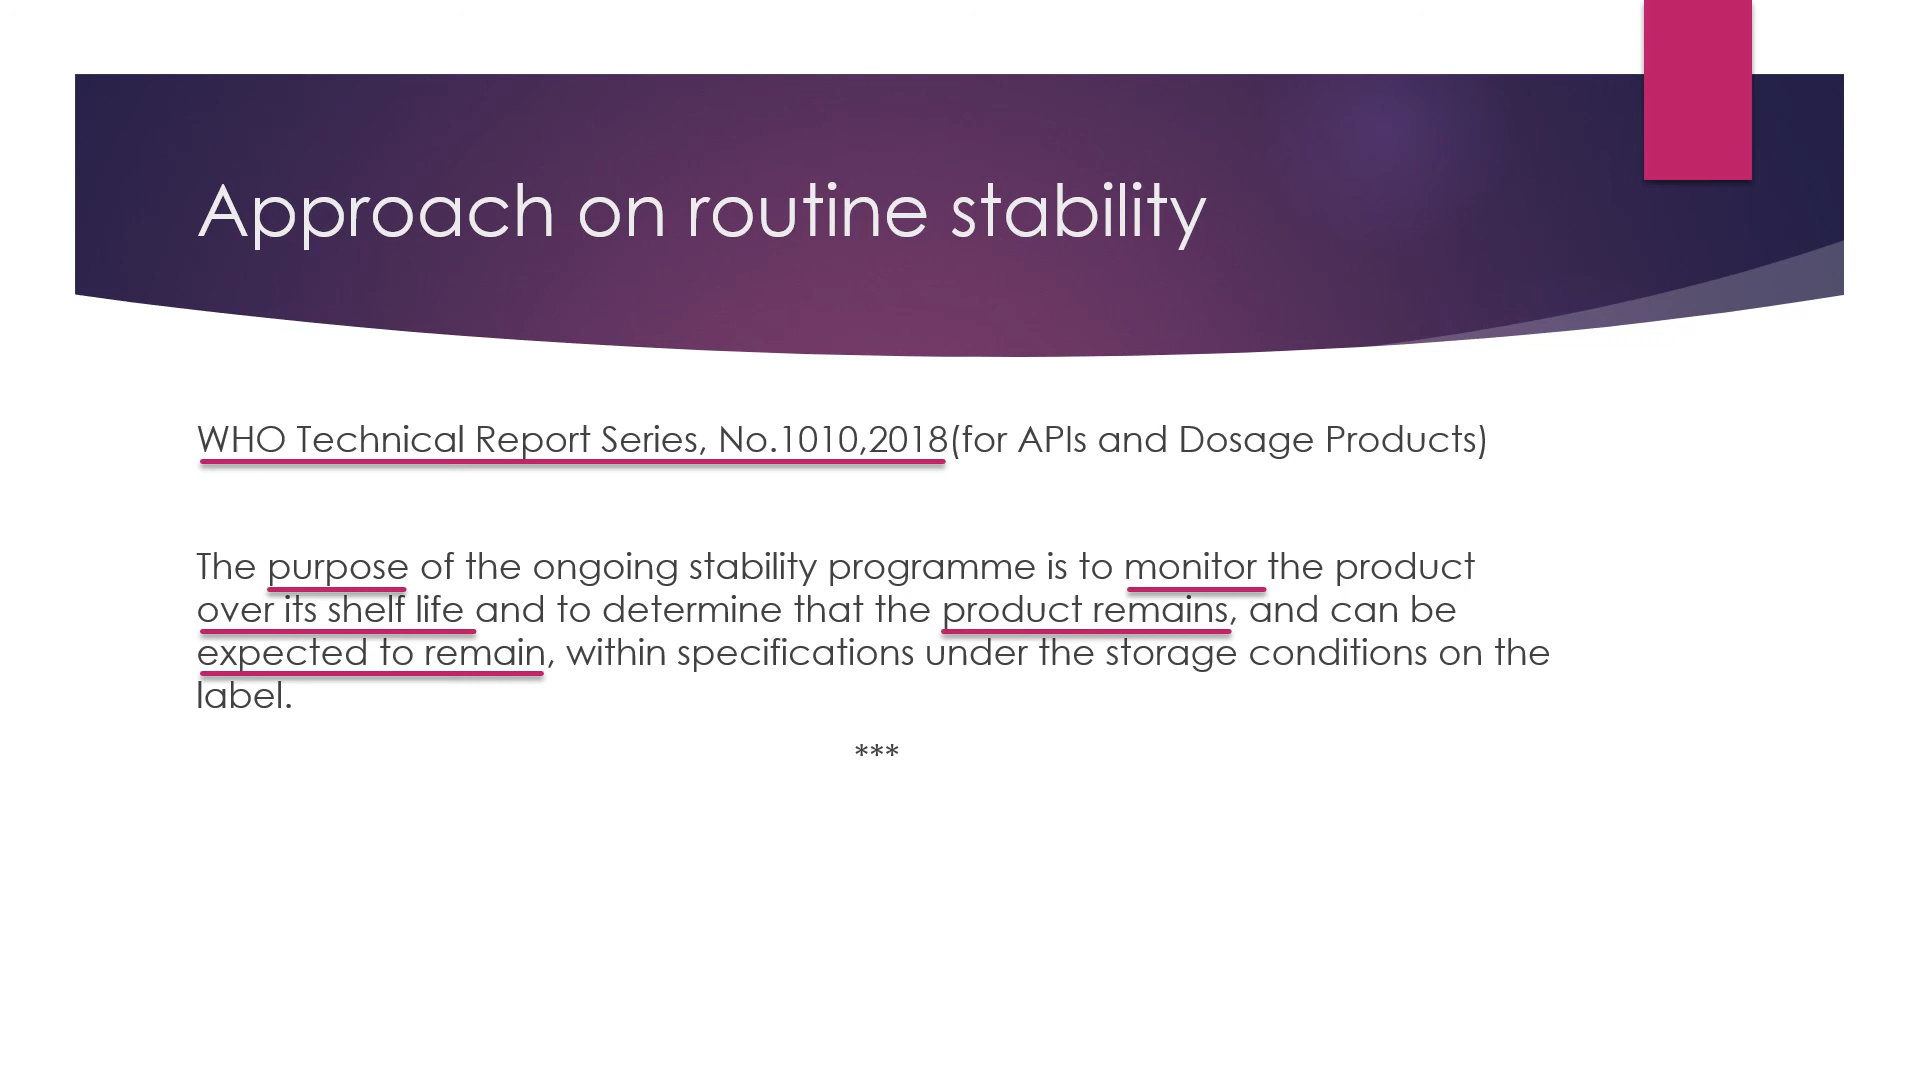 Approach on routine stability
WHO Technical Report Series, No.1010,2018(for APIs and Dosage Products)
The purpose of the ongoing stability programme is to monitor the product
over its shelf life and to determine that the product remains, and can be
expected to remain, within specifications under the storage conditions on the
label.
***